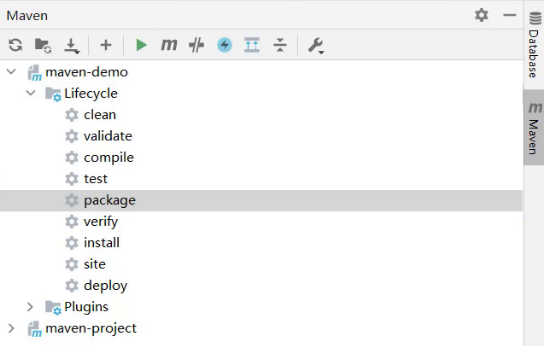 Maven
maven-demo
Lifecycle
clean
validate
compile
test
package
verify
install
site
deploy
Plugins
maven-project
Database
Maven